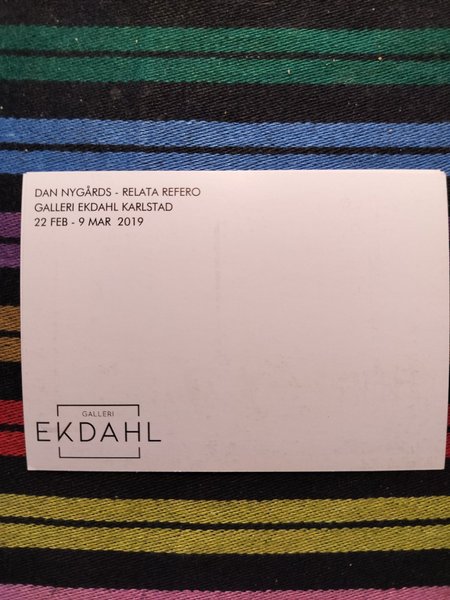 DAN NYGÅRDS - RELATA REFERO
GALLERI EKDAHL KARLSTAD
22 FEB - 9 MAR 2019
GALLERI
EKDAHL